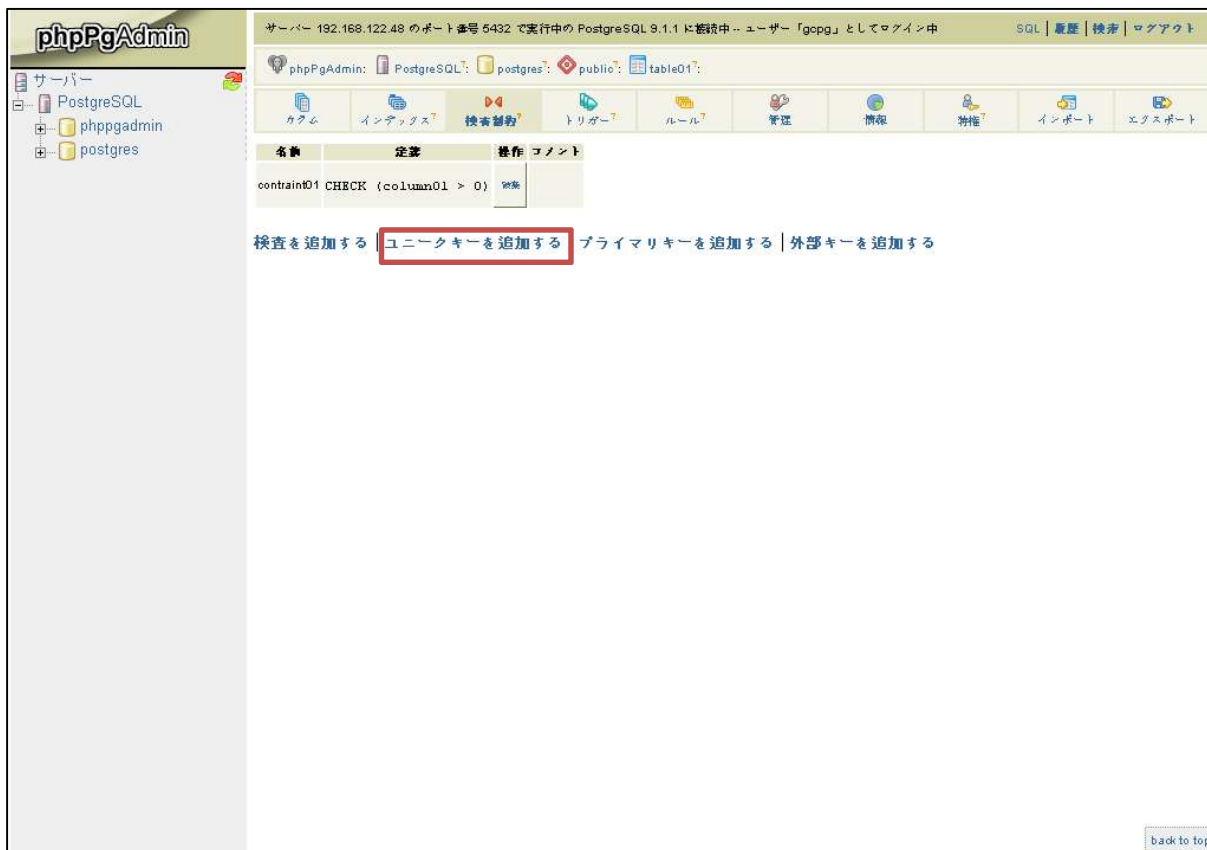 phpPgAdmin
サーバー
PostgreSQL
phppgadmin
postgres
サーバー 192.168.122.48 のポート番号 5432 で実行中の PostgreSQL 9.1.1 に接続中 -- ユーザー「gopg」としてログイン中
SQL | 履歴 | 検索 | ログアウト
phpPgAdmin: PostgreSQL?: postgres?: public?: table01?:
カラム インデックス? 検査制約? トリガー? ルール? 管理 情報 特権? インポート エクスポート
名前 定義 操作 コメント
contraint01 CHECK (column01 > 0) 破棄
検査を追加する | ユニークキーを追加する | プライマリキーを追加する | 外部キーを追加する
back to top